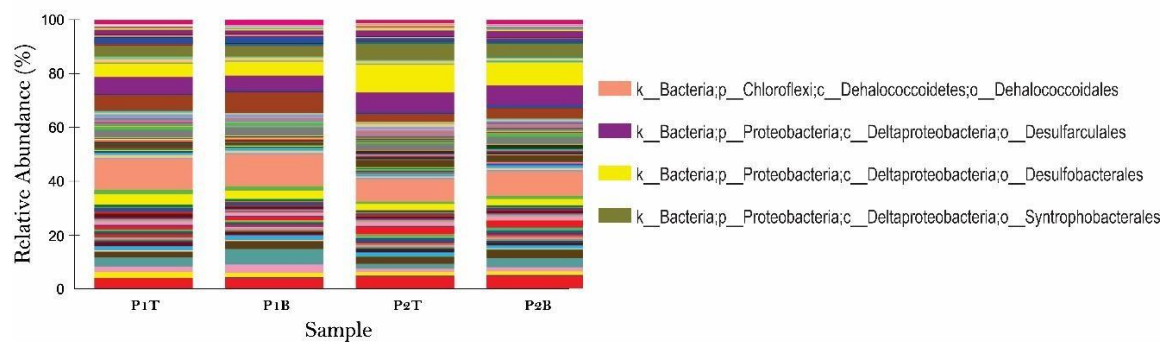 Relative Abundance (%)
100
80
60
40
20
0
P1T P1B P2T P2B
Sample
k__Bacteria;p__Chloroflexi;c__Dehalococcoidetes;o__Dehalococcoidales
k__Bacteria;p__Proteobacteria;c__Deltaproteobacteria;o__Desulfarculales
k__Bacteria;p__Proteobacteria;c__Deltaproteobacteria;o__Desulfobacterales
k__Bacteria;p__Proteobacteria;c__Deltaproteobacteria;o__Syntrophobacterales